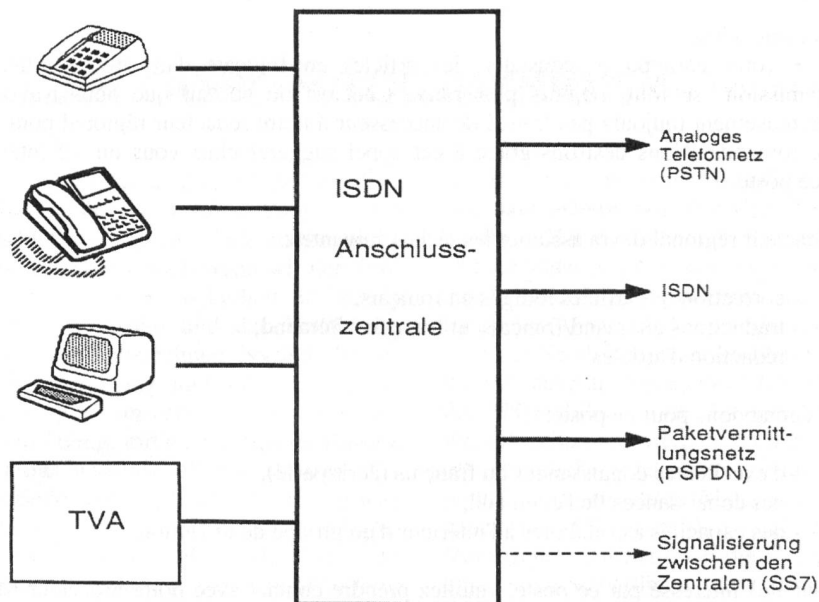 ISDN
Anschluss-
zentrale
TVA
Analoges
Telefonnetz
(PSTN)
ISDN
Paketvermitt-
lungsnetz
(PSPDN)
Signalisierung
zwischen den
Zentralen (SS7)